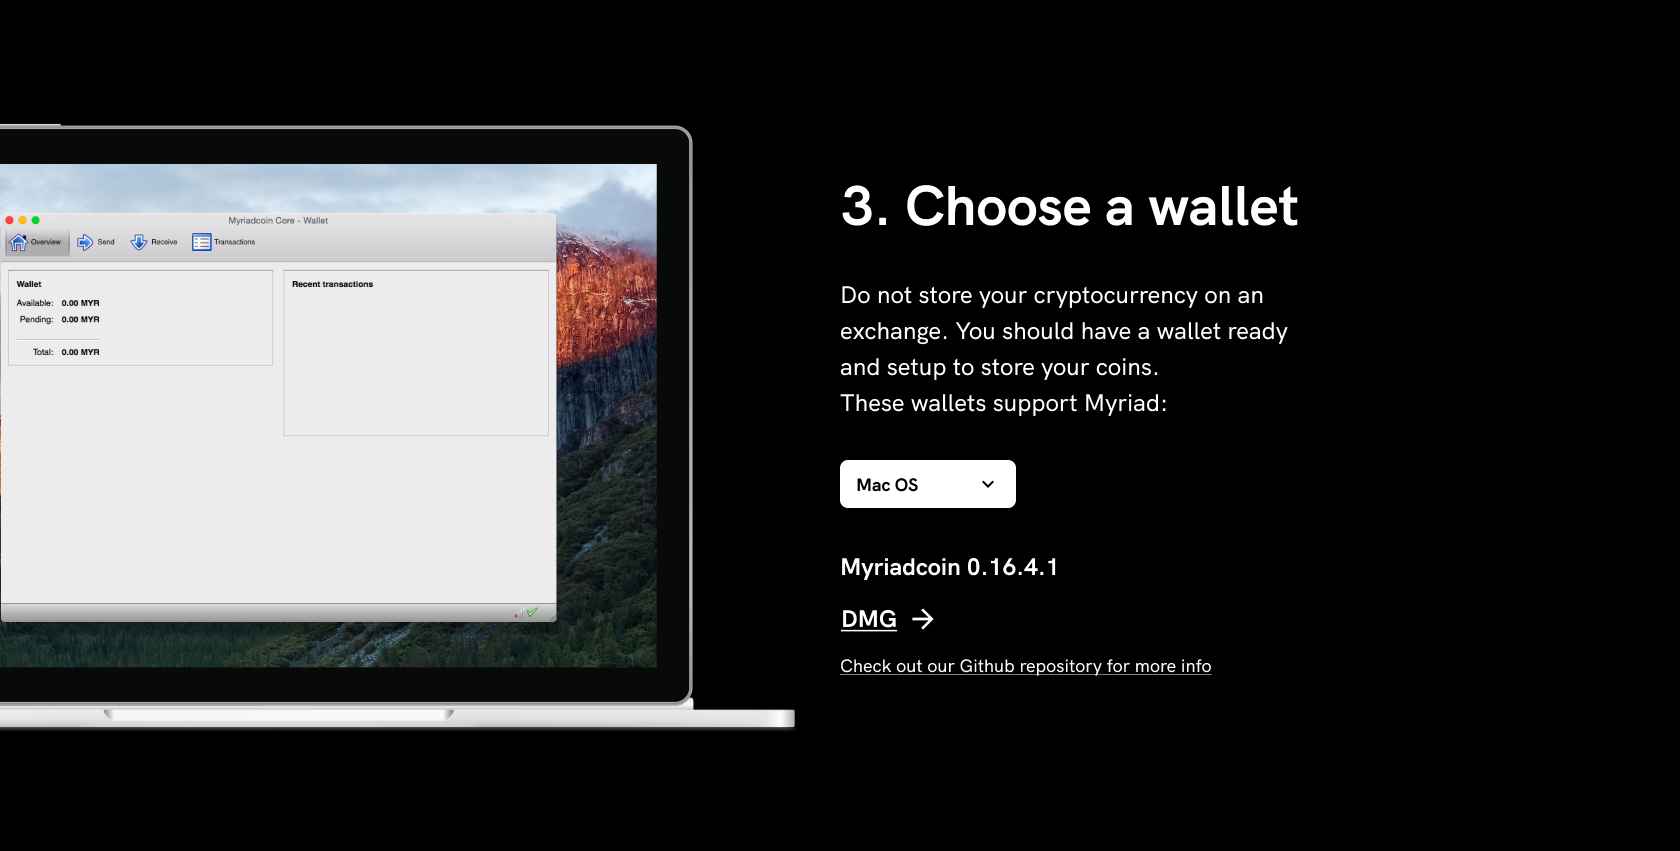 Myriadcoin Core - Wallet
Overview Send Receive Transactions
Wallet
Available: 0.00 MYR
Pending: 0.00 MYR
Total: 0.00 MYR
Recent transactions
3. Choose a wallet
Do not store your cryptocurrency on an
exchange. You should have a wallet ready
and setup to store your coins.
These wallets support Myriad:
Mac OS
Myriadcoin 0.16.4.1
DMG →
Check out our Github repository for more info